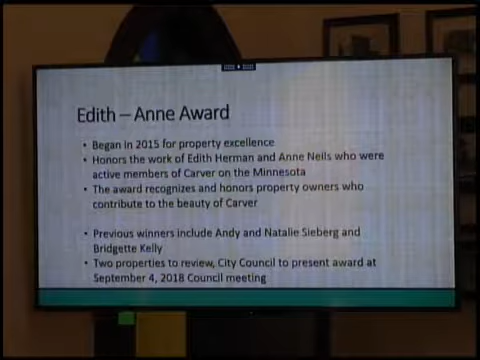 Edith – Anne Award
• Began in 2015 for property excellence
• Honors the work of Edith Herman and Anne Neils who were
active members of Carver on the Minnesota
• The award recognizes and honors property owners who
contribute to the beauty of Carver
• Previous winners include Andy and Natalie Sieberg and
Bridgette Kelly
• Two properties to review, City Council to present award at
September 4, 2018 Council meeting